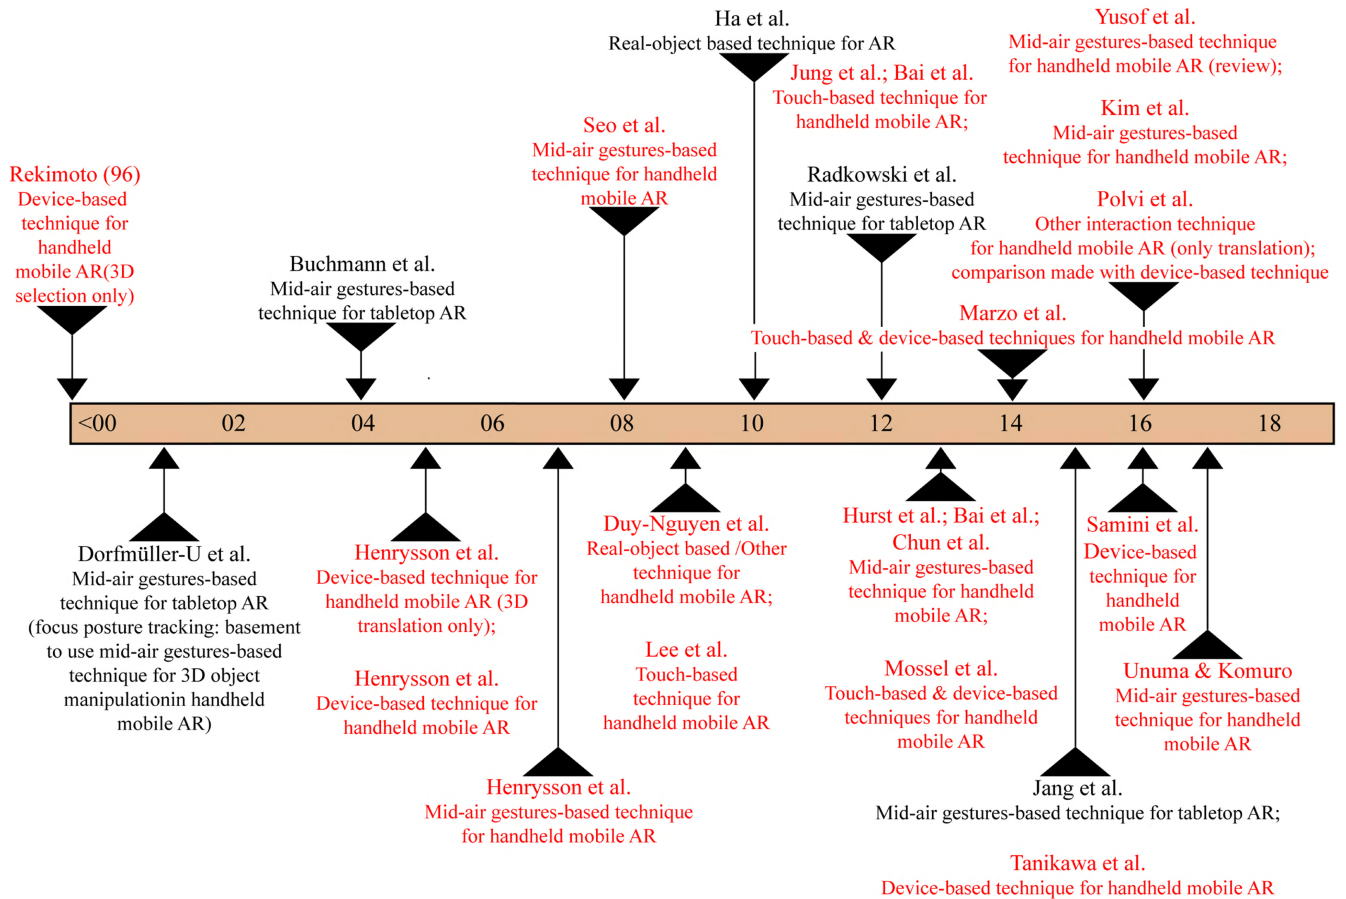 Ha et al.
Real-object based technique for AR
Jung et al.; Bai et al.
Touch-based technique for
handheld mobile AR;
Yusof et al.
Mid-air gestures-based technique
for handheld mobile AR (review);
Kim et al.
Mid-air gestures-based
technique for handheld mobile AR;
Polvi et al.
Other interaction technique
for handheld mobile AR (only translation);
comparison made with device-based technique
Seo et al.
Mid-air gestures-based
technique for handheld
mobile AR
Radkowski et al.
Mid-air gestures-based
technique for tabletop AR
Rekimoto (96)
Device-based
technique for
handheld
mobile AR(3D
selection only)
Buchmann et al.
Mid-air gestures-based
technique for tabletop AR
Marzo et al.
Touch-based & device-based techniques for handheld mobile AR
<00 02 04 06 08 10 12 14 16 18
Dorfmüller-U et al.
Mid-air gestures-based
technique for tabletop AR
(focus posture tracking: basement
to use mid-air gestures-based
technique for 3D object
manipulationin handheld
mobile AR)
Henrysson et al.
Device-based technique for
handheld mobile AR (3D
translation only);
Henrysson et al.
Device-based technique for
handheld mobile AR
Henrysson et al.
Mid-air gestures-based technique
for handheld mobile AR
Duy-Nguyen et al.
Real-object based /Other
technique for
handheld mobile AR;
Lee et al.
Touch-based
technique for
handheld mobile AR
Hurst et al.; Bai et al.;
Chun et al.
Mid-air gestures-based
technique for handheld
mobile AR;
Mossel et al.
Touch-based & device-based
techniques for handheld
mobile AR
Jang et al.
Mid-air gestures-based technique for tabletop AR;
Tanikawa et al.
Device-based technique for handheld mobile AR
Samini et al.
Device-based
technique for
handheld
mobile AR
Unuma & Komuro
Mid-air gestures-based
technique for handheld
mobile AR